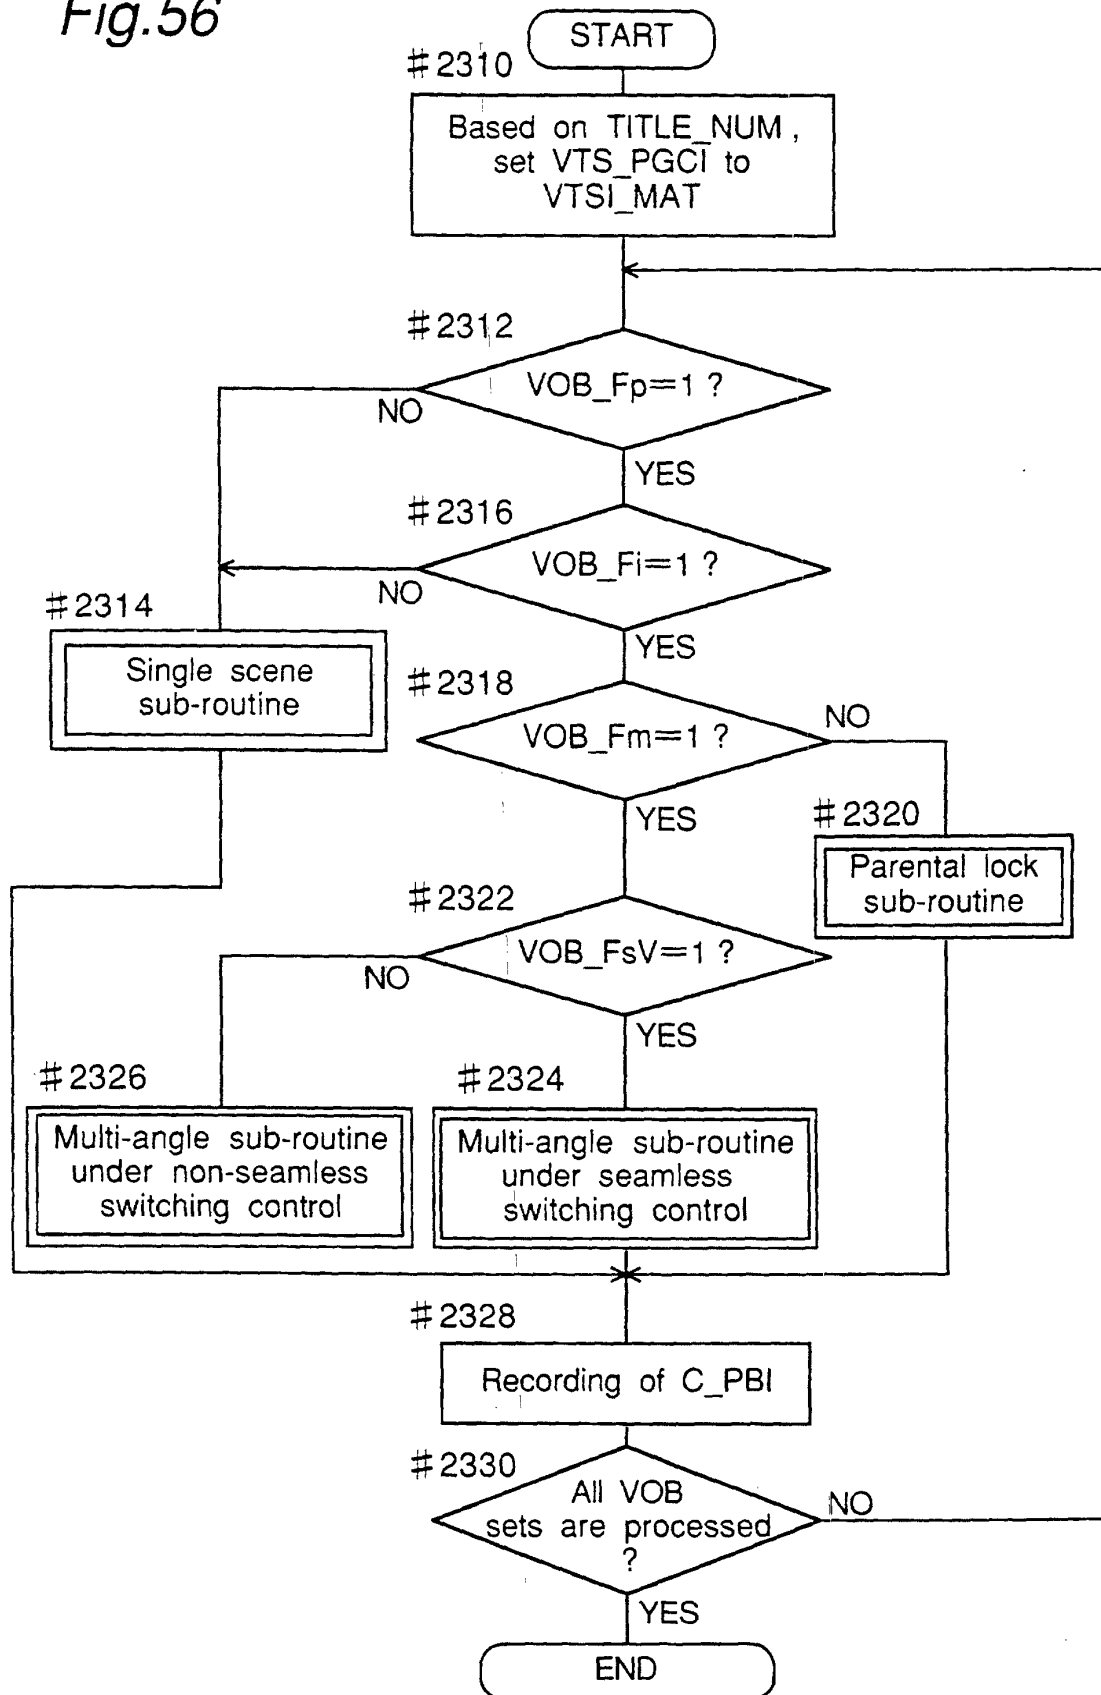 Fig.56
START
#2310
Based on TITLE_NUM,
set VTS_PGCI to
VTSI_MAT
#2312
VOB_Fp=1 ?
NO
YES
#2316
VOB_Fi=1 ?
NO
YES
#2314
Single scene
sub-routine
#2318
VOB_Fm=1 ?
NO
YES
#2320
Parental lock
sub-routine
#2322
VOB_FsV=1 ?
NO
YES
#2326
Multi-angle sub-routine
under non-seamless
switching control
#2324
Multi-angle sub-routine
under seamless
switching control
#2328
Recording of C_PBI
#2330
All VOB
sets are processed
?
NO
YES
END